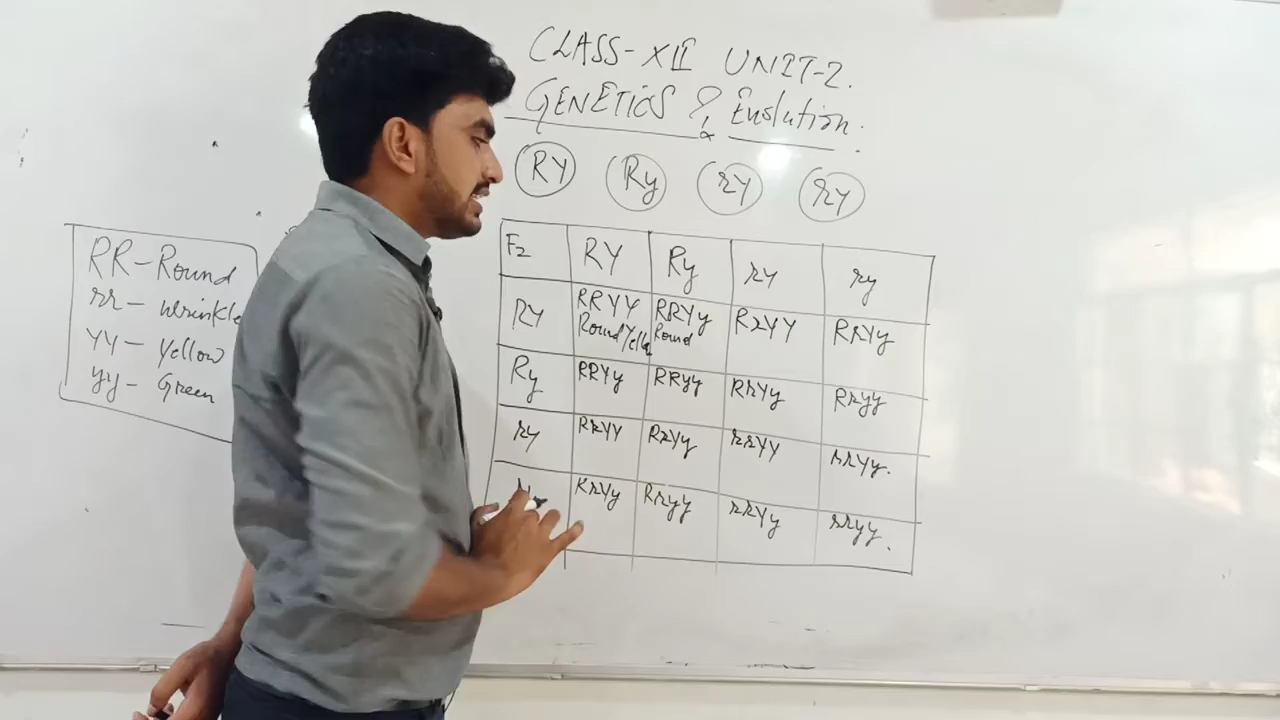 CLASS-XII UNIT-2.
GENETICS & Evolution.
RY Ry rY ry
RR-Round
rr - wrinkle
YY - Yellow
yy - Green
F2 RY Ry rY ry
RY RRYY RRYy RrYY RrYy
Round Yello Round
Ry RRYy RRyy RrYy Rryy
rY RrYY RrYy rrYY rrYy.
RrYy Rryy rrYy rryy.